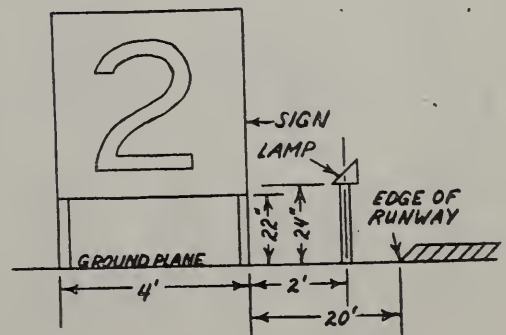 2
SIGN
LAMP
EDGE OF
RUNWAY
22"
24"
GROUND PLANE
4'
2'
20'